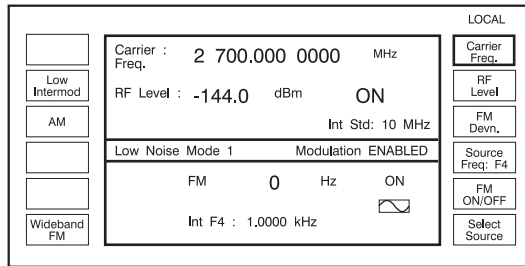 LOCAL
Low
Intermod
AM
Wideband
FM
Carrier :
Freq.
2 700.000 0000 MHz
RF Level : -144.0 dBm ON
Int Std: 10 MHz
Low Noise Mode 1 Modulation ENABLED
FM 0 Hz ON
Int F4 : 1.0000 kHz
Carrier
Freq.
RF
Level
FM
Devn.
Source
Freq: F4
FM
ON/OFF
Select
Source